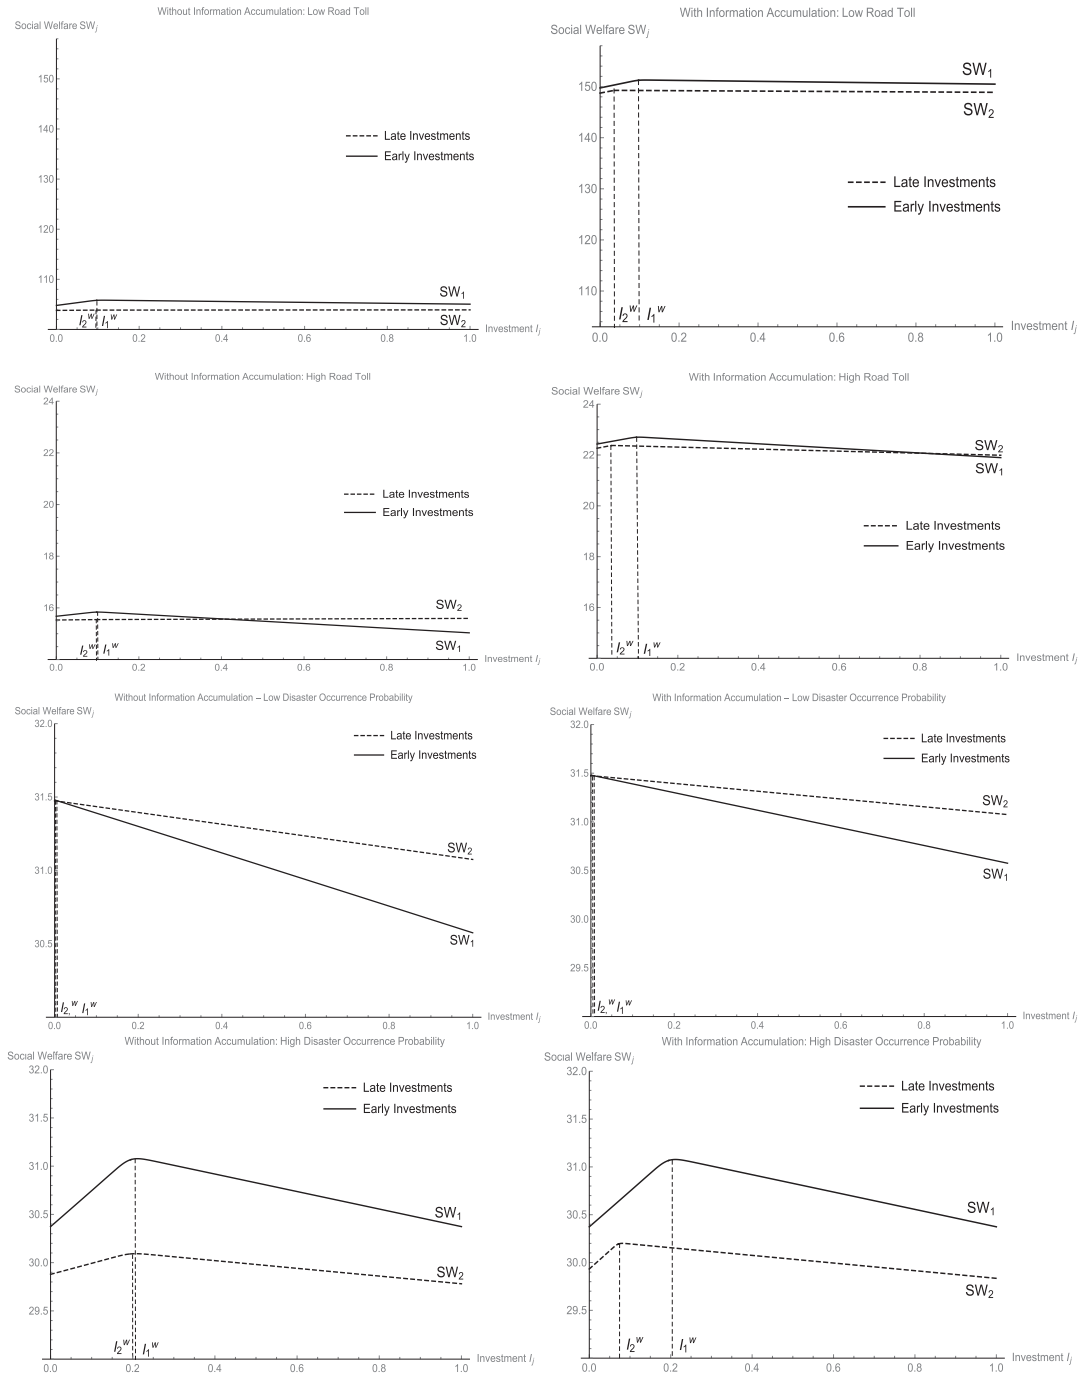 Without Information Accumulation: Low Road Toll
Social Welfare SWj
150
140
130
120
110
Late Investments
Early Investments
SW1
SW2
I2w I1w
Investment Ij
0.0 0.2 0.4 0.6 0.8 1.0
With Information Accumulation: Low Road Toll
Social Welfare SWj
150
140
130
120
110
SW1
SW2
Late Investments
Early Investments
I2w I1w
Investment Ij
0.0 0.2 0.4 0.6 0.8 1.0
Without Information Accumulation: High Road Toll
Social Welfare SWj
24
22
20
18
16
Late Investments
Early Investments
SW2
SW1
I2w I1w
Investment Ij
0.0 0.2 0.4 0.6 0.8 1.0
With Information Accumulation: High Road Toll
Social Welfare SWj
24
22
20
18
16
SW2
SW1
Late Investments
Early Investments
I2w I1w
Investment Ij
0.0 0.2 0.4 0.6 0.8 1.0
Without Information Accumulation – Low Disaster Occurrence Probability
Social Welfare SWj
32.0
31.5
31.0
30.5
Late Investments
Early Investments
SW2
SW1
I2,w I1w
Investment Ij
0.0 0.2 0.4 0.6 0.8 1.0
With Information Accumulation – Low Disaster Occurrence Probability
Social Welfare SWj
32.0
31.5
31.0
30.5
30.0
29.5
Late Investments
Early Investments
SW2
SW1
I2,w I1w
Investment Ij
0.0 0.2 0.4 0.6 0.8 1.0
Without Information Accumulation: High Disaster Occurrence Probability
Social Welfare SWj
32.0
31.5
31.0
30.5
30.0
29.5
Late Investments
Early Investments
SW1
SW2
I2w I1w
Investment Ij
0.0 0.2 0.4 0.6 0.8 1.0
With Information Accumulation: High Disaster Occurrence Probability
Social Welfare SWj
32.0
31.5
31.0
30.5
30.0
29.5
Late Investments
Early Investments
SW1
SW2
I2w I1w
Investment Ij
0.0 0.2 0.4 0.6 0.8 1.0